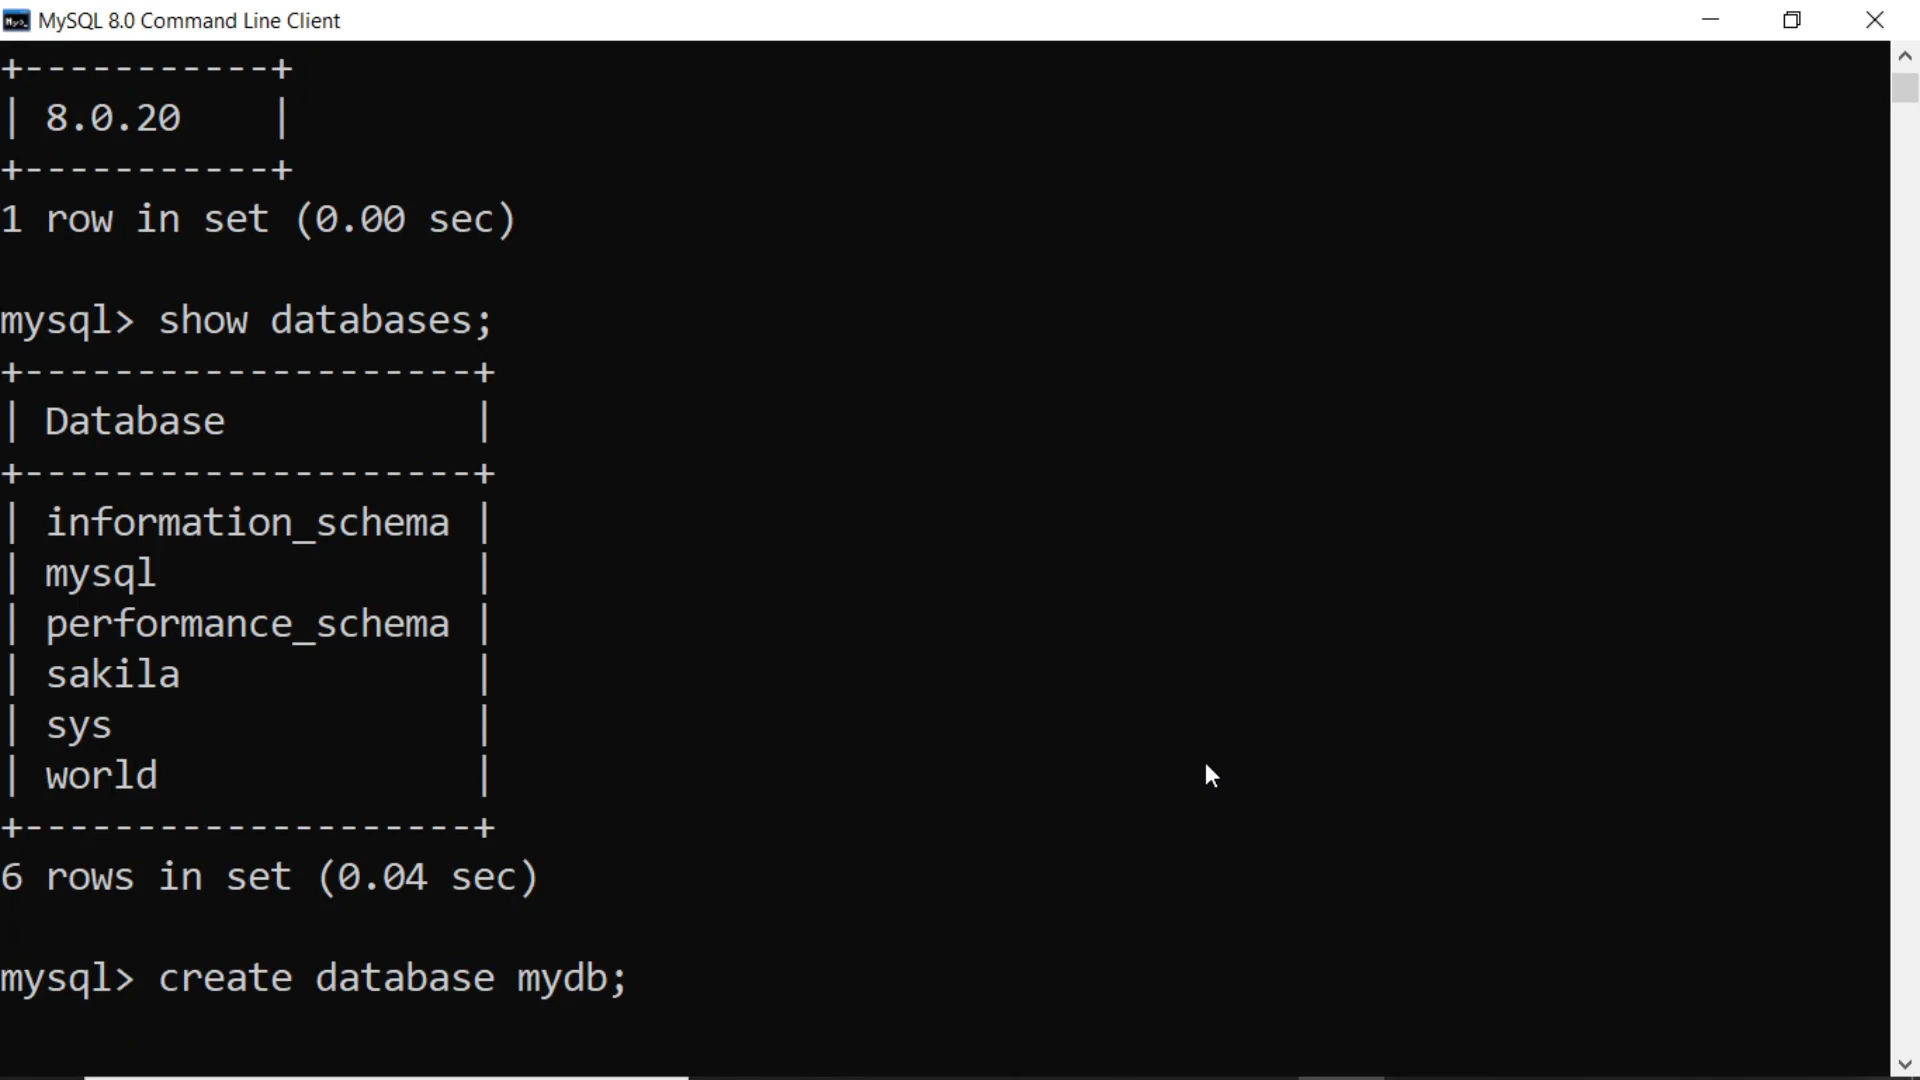 MySQL 8.0 Command Line Client
+-----------+
| 8.0.20    |
+-----------+
1 row in set (0.00 sec)
mysql> show databases;
+--------------------+
| Database           |
+--------------------+
| information_schema |
| mysql              |
| performance_schema |
| sakila             |
| sys                |
| world              |
+--------------------+
6 rows in set (0.04 sec)
mysql> create database mydb;